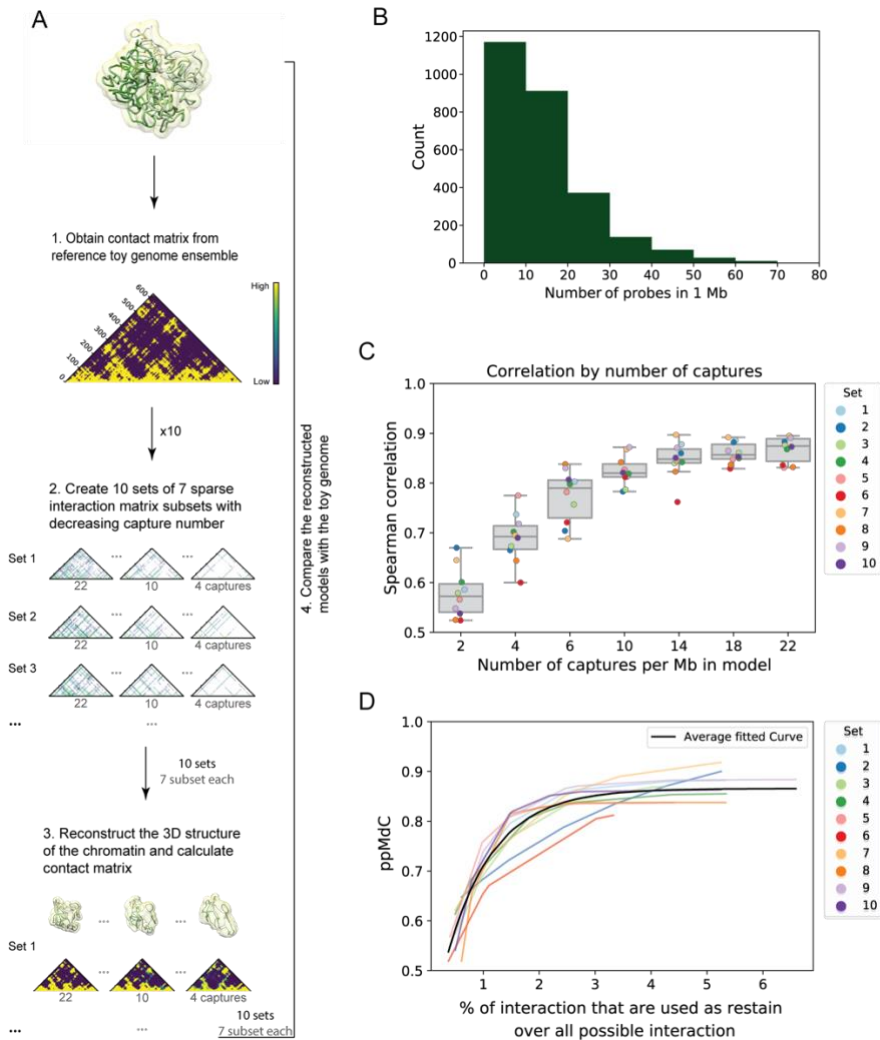 A
1. Obtain contact matrix from
reference toy genome ensemble
High
Low
0
100
200
300
400
500
600
x10
2. Create 10 sets of 7 sparse
interaction matrix subsets with
decreasing capture number
Set 1
...
...
22
10
4 captures
Set 2
...
...
22
10
4 captures
Set 3
...
...
22
10
4 captures
...
...
10 sets
7 subset each
3. Reconstruct the 3D structure
of the chromatin and calculate
contact matrix
...
...
Set 1
...
...
22
10
4 captures
10 sets
7 subset each
...
...
4. Compare the reconstructed
models with the toy genome
B
1200
1000
800
600
400
200
0
Count
0 10 20 30 40 50 60 70 80
Number of probes in 1 Mb
C
Correlation by number of captures
1.0
0.9
0.8
0.7
0.6
0.5
Spearman correlation
2 4 6 10 14 18 22
Number of captures per Mb in model
Set
1
2
3
4
5
6
7
8
9
10
D
1.0
0.9
0.8
0.7
0.6
0.5
ppMdC
Average fitted Curve
1 2 3 4 5 6
% of interaction that are used as restain
over all possible interaction
Set
1
2
3
4
5
6
7
8
9
10